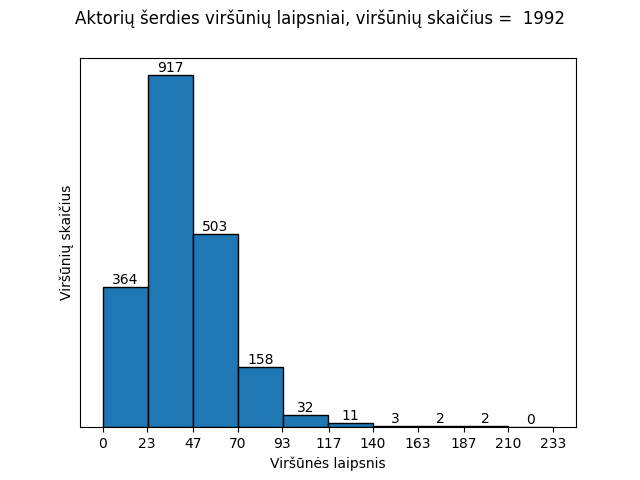 Aktorių šerdies viršūnių laipsniai, viršūnių skaičius =  1992
917
503
364
158
32
11
3
2
2
0
Viršūnių skaičius
0 23 47 70 93 117 140 163 187 210 233
Viršūnės laipsnis